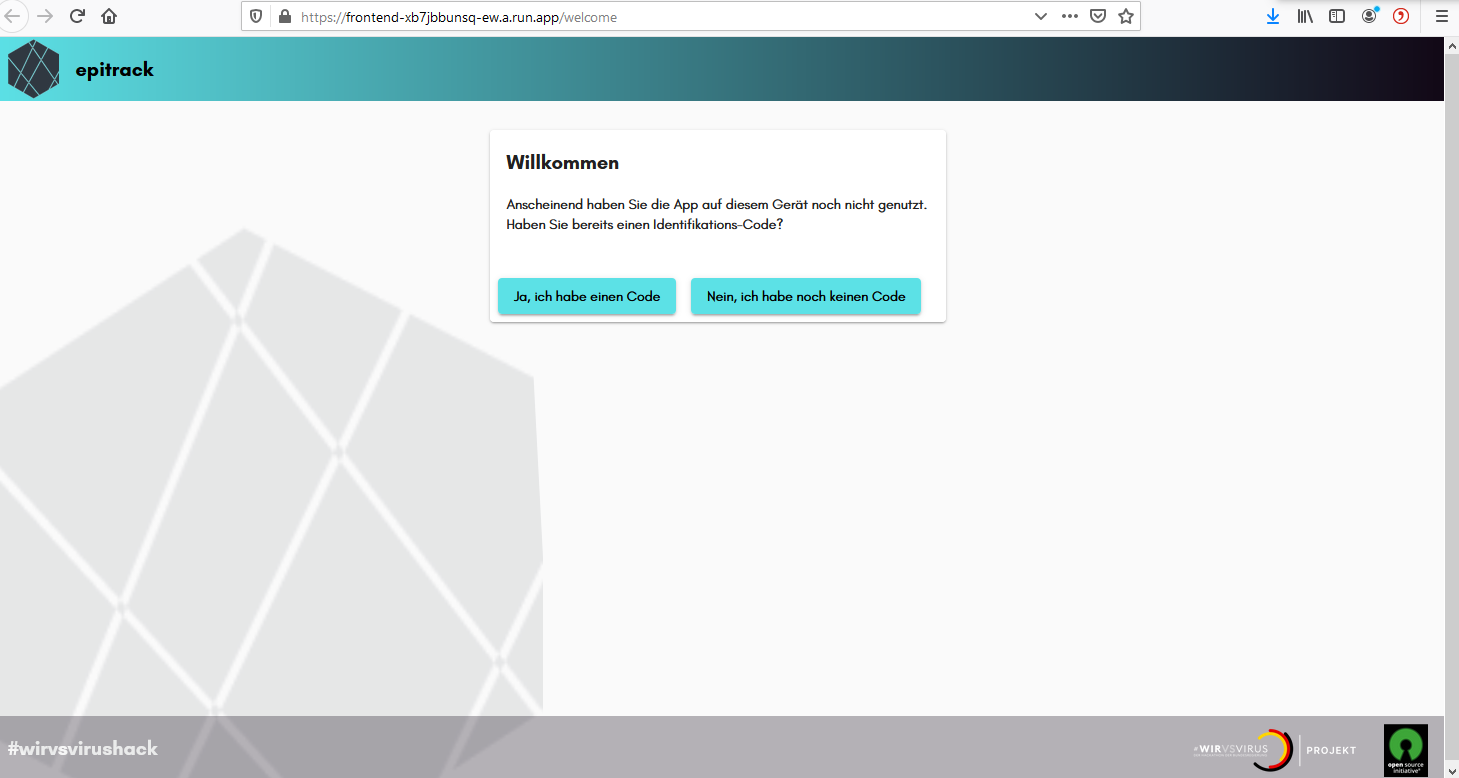 https://frontend-xb7jbbunsq-ew.a.run.app/welcome
epitrack
Willkommen
Anscheinend haben Sie die App auf diesem Gerät noch nicht genutzt.
Haben Sie bereits einen Identifikations-Code?
Ja, ich habe einen Code
Nein, ich habe noch keinen Code
#wirvsvirushack
#WIRVSVIRUS
PROJEKT
open source
initiative®